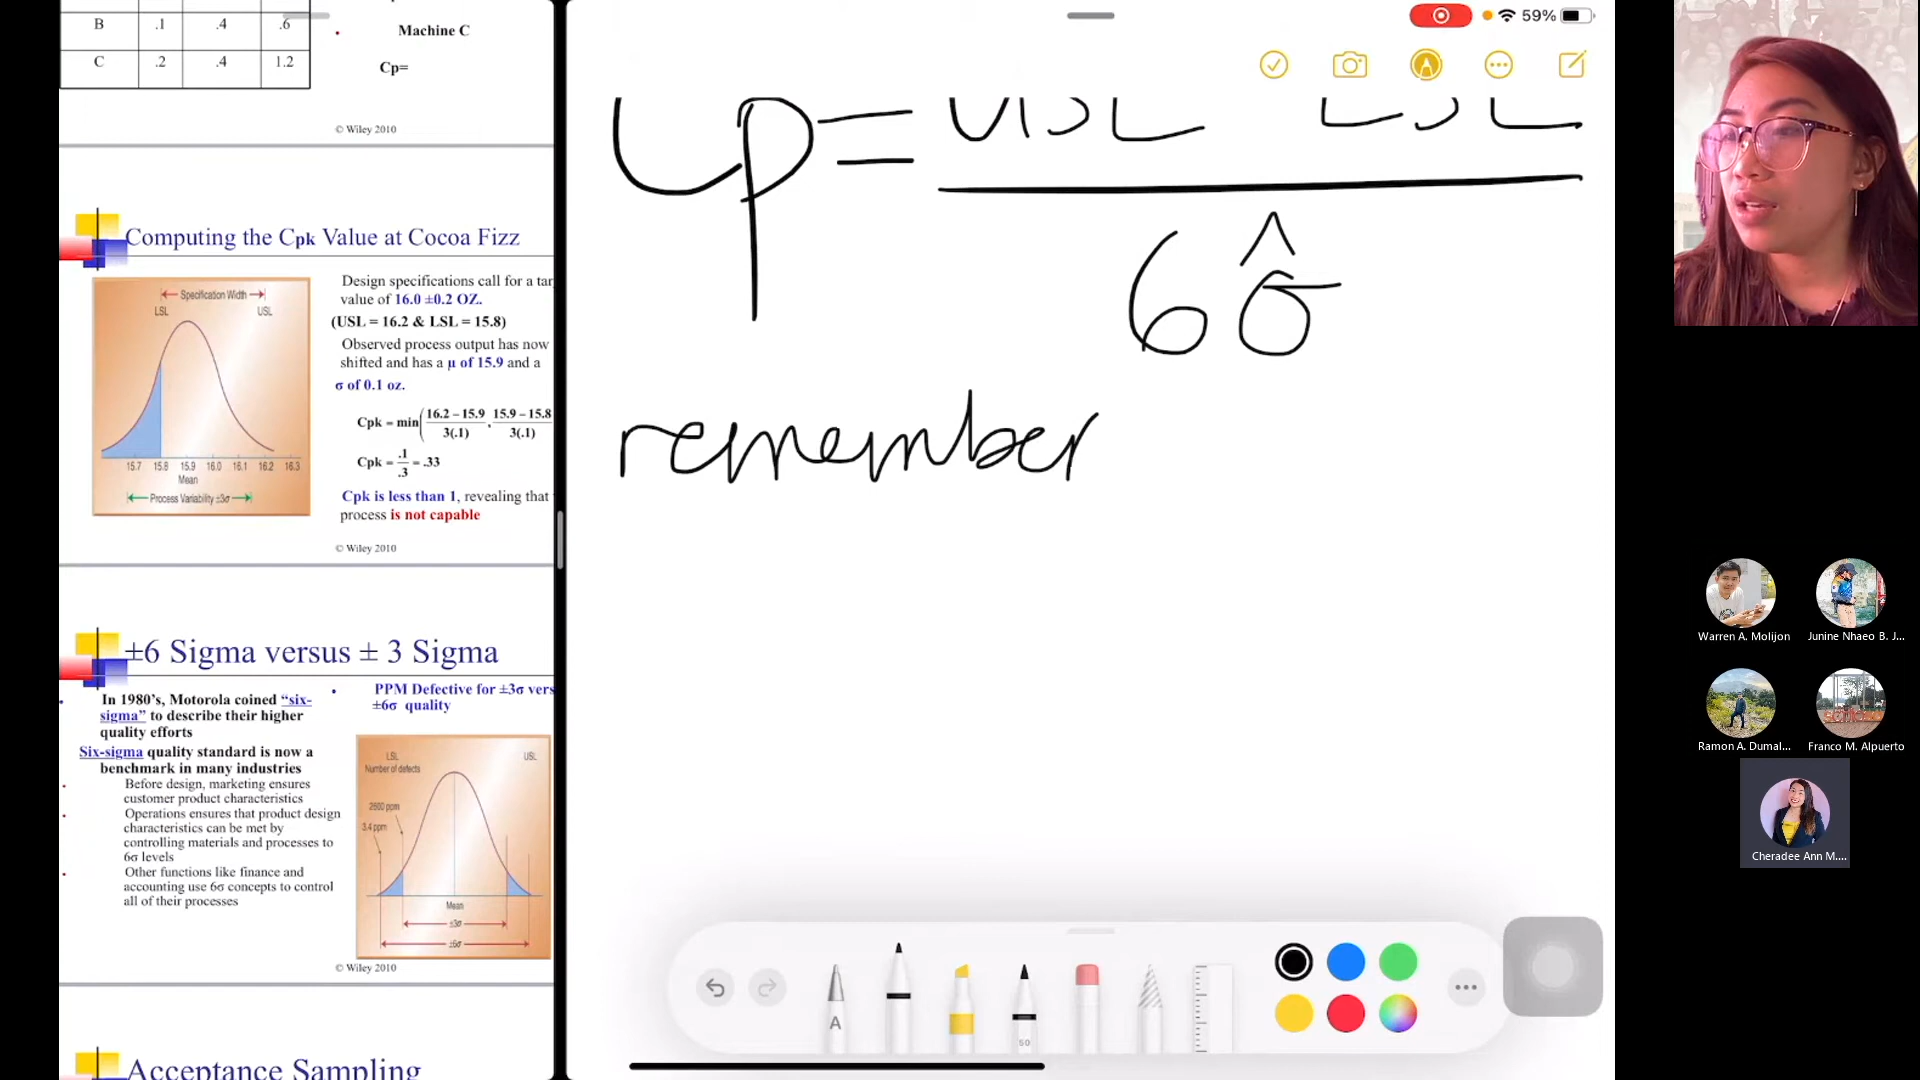 B .1 .4 .6
C .2 .4 1.2
Machine C
Cp=
© Wiley 2010
Computing the Cpk Value at Cocoa Fizz
Specification Width
LSL USL
15.7 15.8 15.9 16.0 16.1 16.2 16.3
Mean
Process Variability ±3σ
Design specifications call for a tar
value of 16.0 ±0.2 OZ.
(USL = 16.2 & LSL = 15.8)
Observed process output has now
shifted and has a µ of 15.9 and a
σ of 0.1 oz.
Cpk = min( 16.2 – 15.9 / 3(.1) , 15.9 – 15.8 / 3(.1)
Cpk = .1 / .3 = .33
Cpk is less than 1, revealing that
process is not capable
© Wiley 2010
±6 Sigma versus ± 3 Sigma
In 1980’s, Motorola coined “six-
sigma” to describe their higher
quality efforts
Six-sigma quality standard is now a
benchmark in many industries
Before design, marketing ensures
customer product characteristics
Operations ensures that product design
characteristics can be met by
controlling materials and processes to
6σ levels
Other functions like finance and
accounting use 6σ concepts to control
all of their processes
PPM Defective for ±3σ vers
±6σ quality
LSL USL
Number of defects
2600 ppm
3.4 ppm
Mean
±3σ
±6σ
© Wiley 2010
Acceptance Sampling
59%
Cp = USL LSL
6σ̂
remember
A
50
Warren A. Molijon
Junine Nhaeo B. J...
Ramon A. Dumal...
Franco M. Alpuerto
Cheradee Ann M....